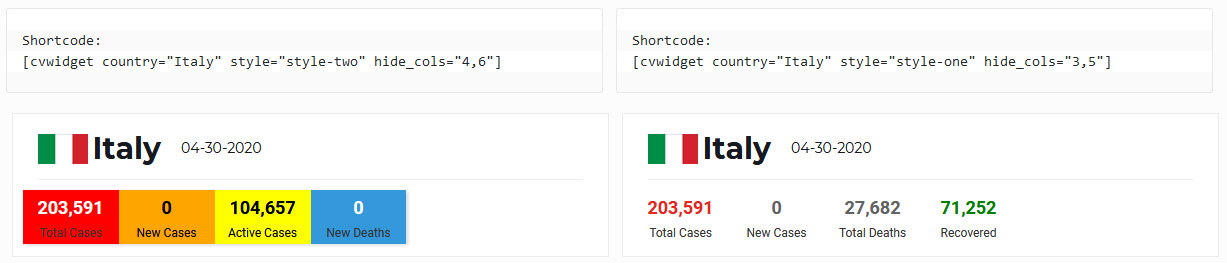 Shortcode:
[cvwidget country="Italy" style="style-two" hide_cols="4,6"]
Italy 04-30-2020
203,591 0 104,657 0
Total Cases New Cases Active Cases New Deaths
Shortcode:
[cvwidget country="Italy" style="style-one" hide_cols="3,5"]
Italy 04-30-2020
203,591 0 27,682 71,252
Total Cases New Cases Total Deaths Recovered